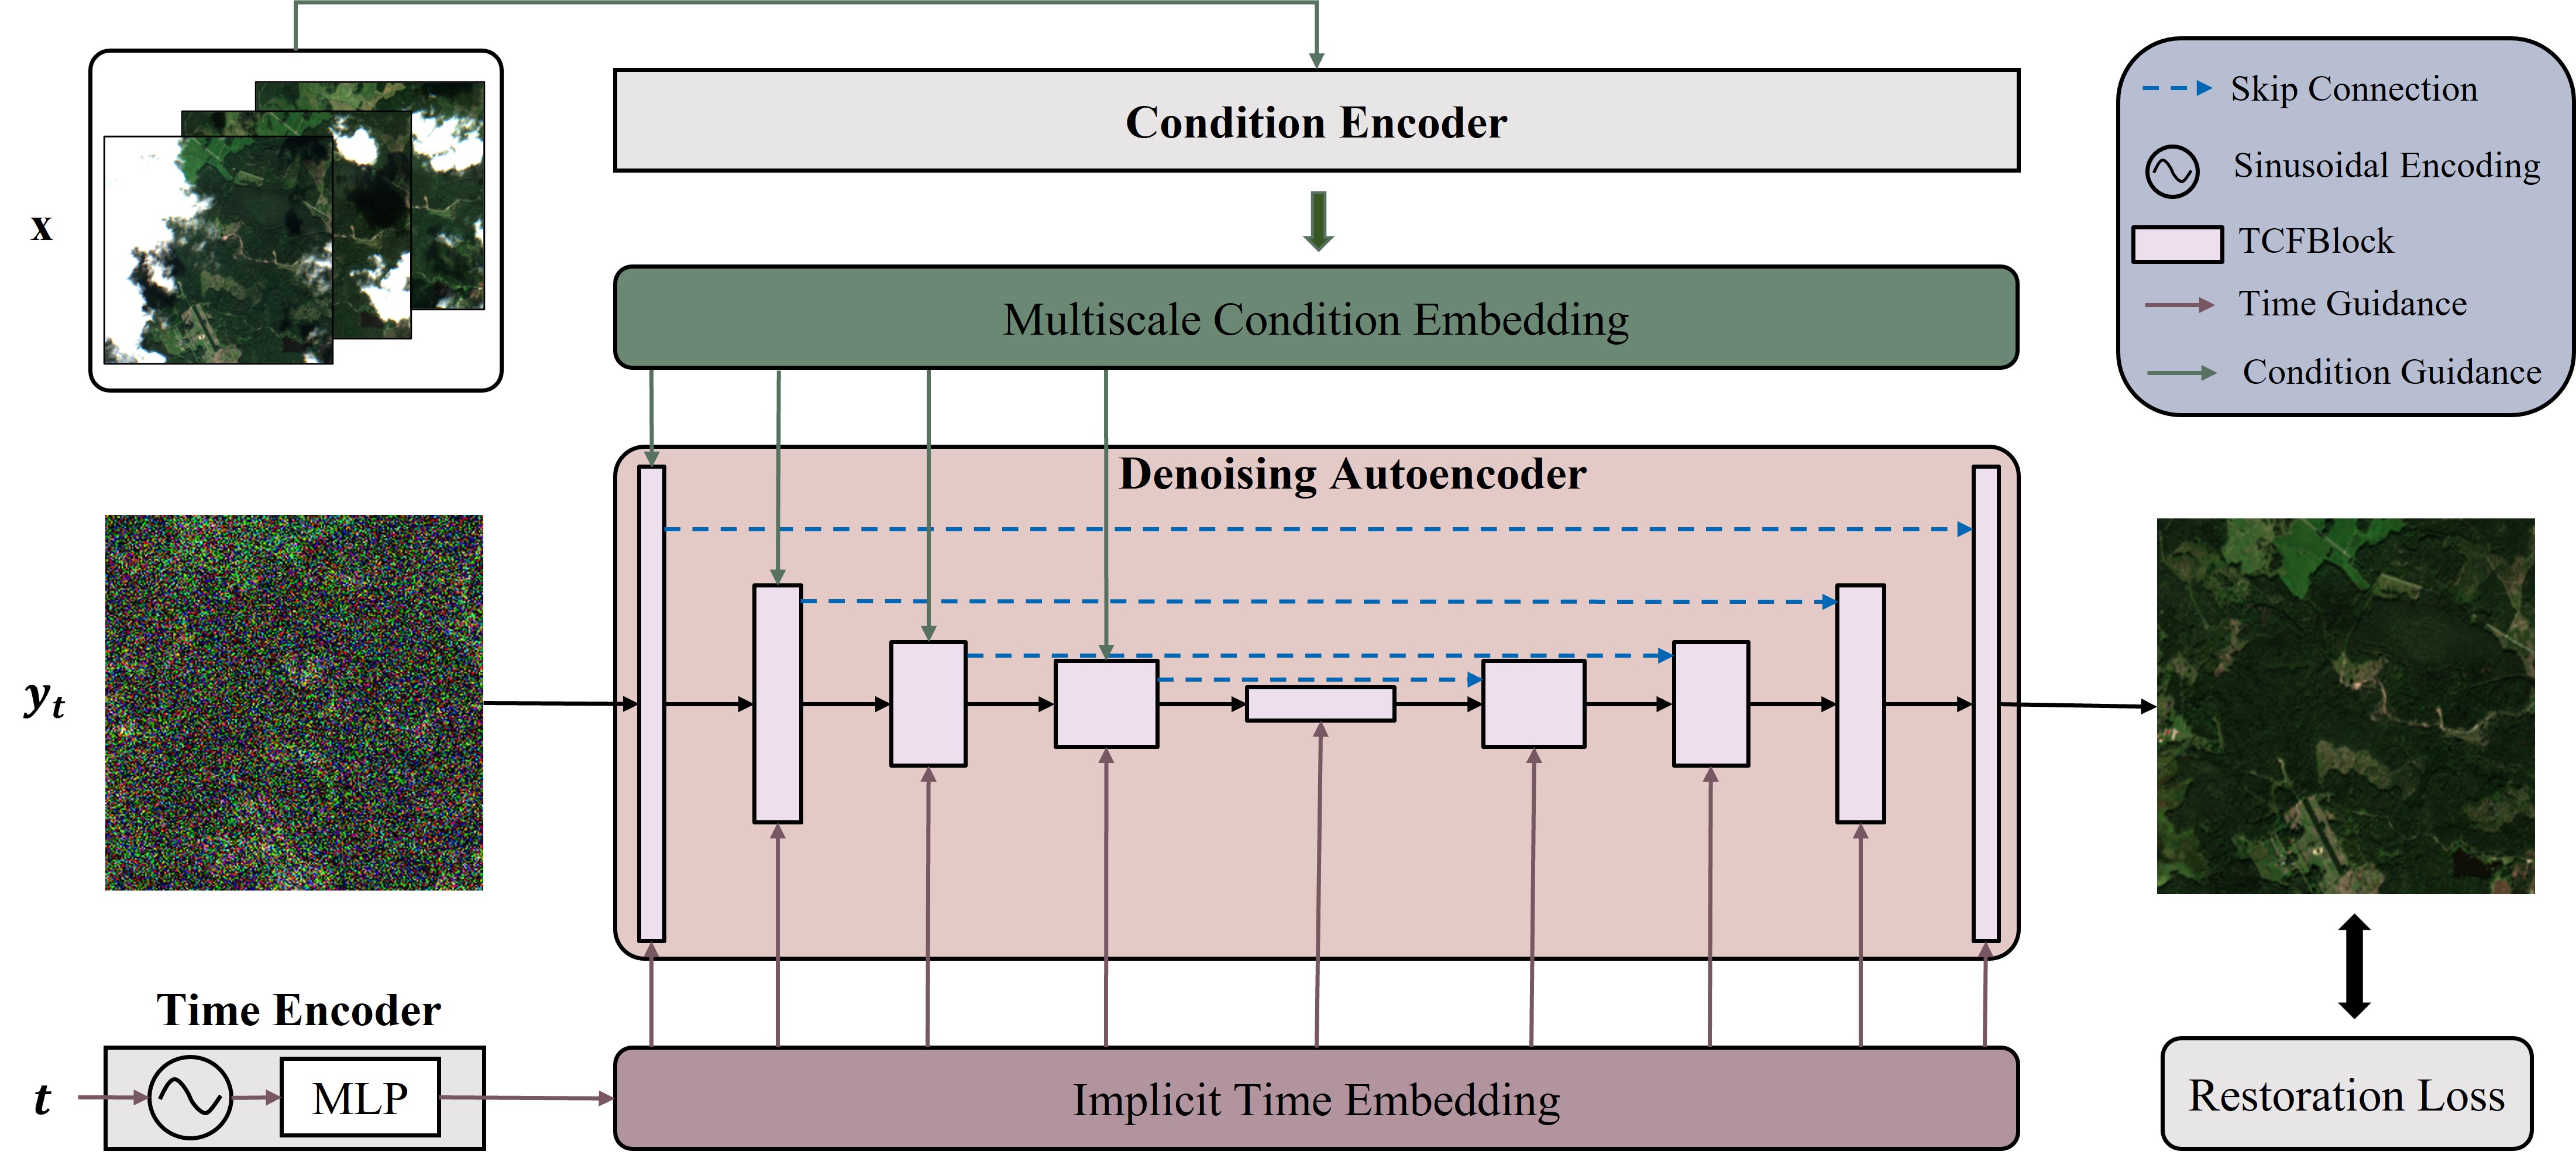 Condition Encoder
Skip Connection
Sinusoidal Encoding
TCFBlock
Time Guidance
Condition Guidance
x
Multiscale Condition Embedding
Denoising Autoencoder
y_t
Time Encoder
t
MLP
Implicit Time Embedding
Restoration Loss